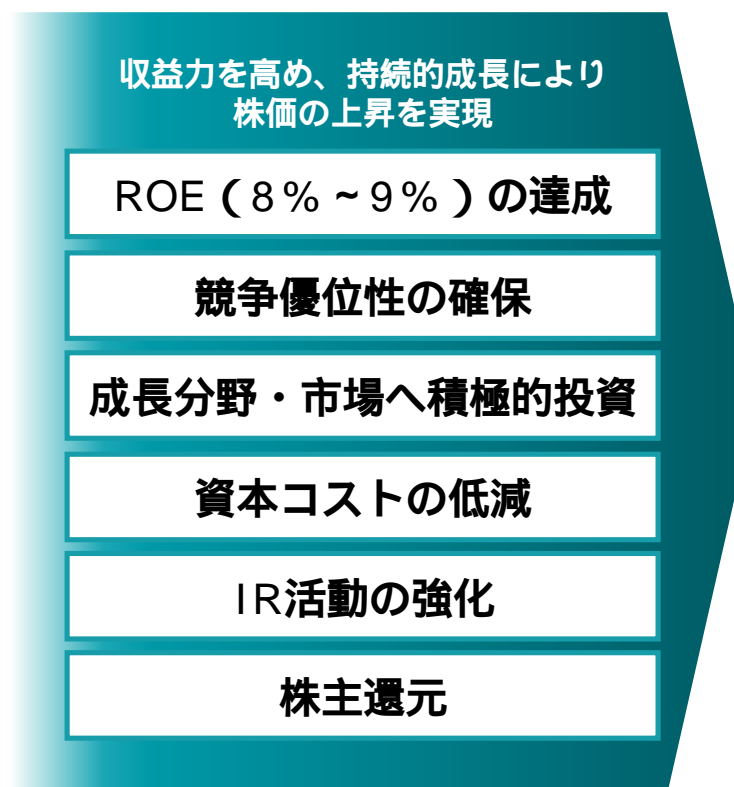 収益力を高め、持続的成長により
株価の上昇を実現
ROE(8%~9%)の達成
競争優位性の確保
成長分野・市場へ積極的投資
資本コストの低減
IR活動の強化
株主還元